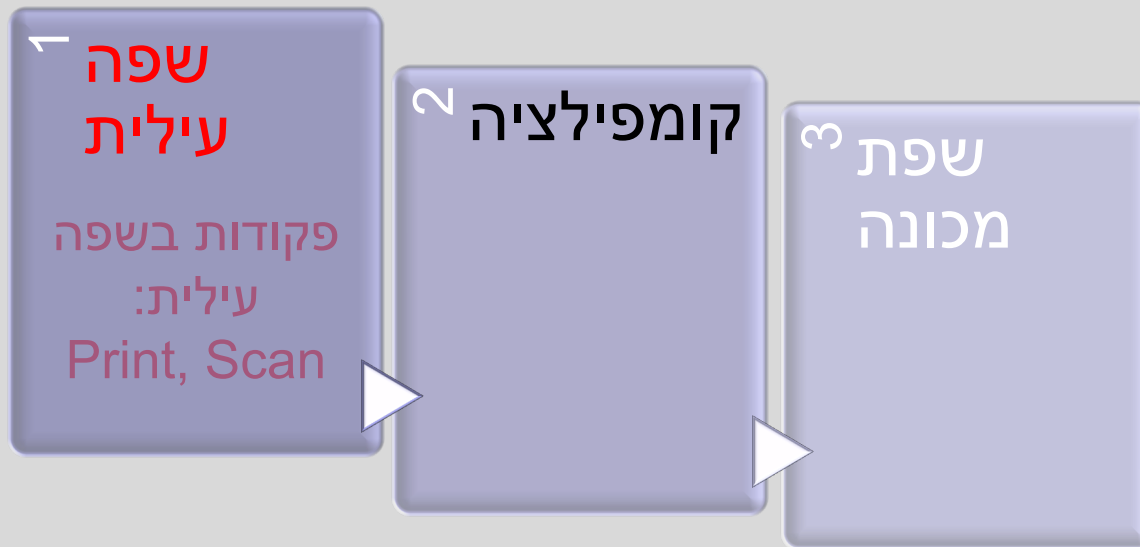 1
שפה
עילית
פקודות בשפה
עילית:
Print, Scan
2
קומפילציה
3
שפת
מכונה